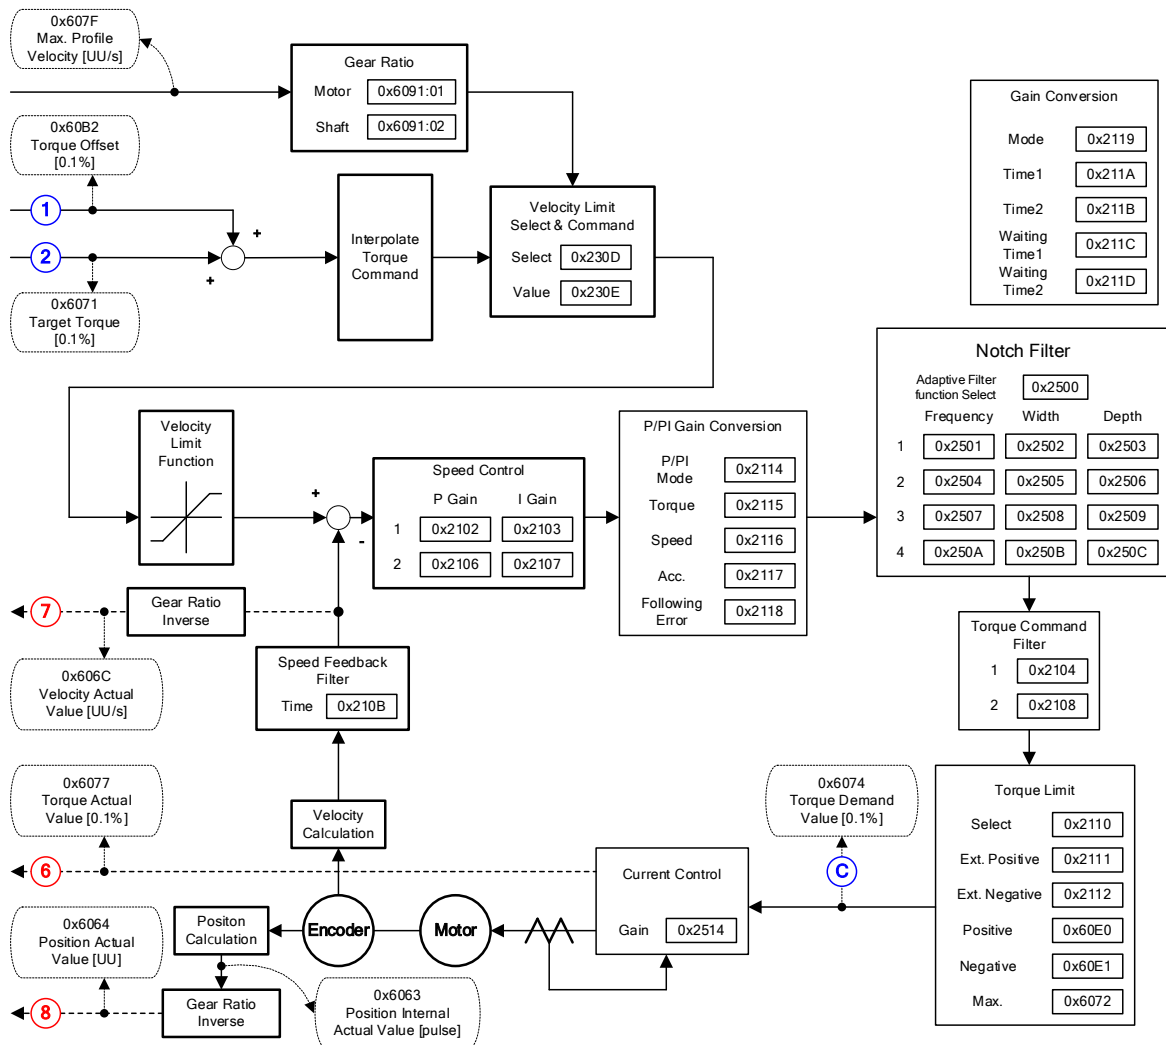 0x607F
Max. Profile
Velocity [UU/s]
Gear Ratio
Motor 0x6091:01
Shaft 0x6091:02
0x60B2
Torque Offset
[0.1%]
1
2
+
+
0x6071
Target Torque
[0.1%]
Interpolate
Torque
Command
Velocity Limit
Select & Command
Select 0x230D
Value 0x230E
Gain Conversion
Mode 0x2119
Time1 0x211A
Time2 0x211B
Waiting
Time1 0x211C
Waiting
Time2 0x211D
Velocity
Limit
Function
+
-
Speed Control
P Gain I Gain
1 0x2102 0x2103
2 0x2106 0x2107
P/PI Gain Conversion
P/PI
Mode 0x2114
Torque 0x2115
Speed 0x2116
Acc. 0x2117
Following
Error 0x2118
Notch Filter
Adaptive Filter
function Select 0x2500
Frequency Width Depth
1 0x2501 0x2502 0x2503
2 0x2504 0x2505 0x2506
3 0x2507 0x2508 0x2509
4 0x250A 0x250B 0x250C
7
Gear Ratio
Inverse
0x606C
Velocity Actual
Value [UU/s]
Speed Feedback
Filter
Time 0x210B
Torque Command
Filter
1 0x2104
2 0x2108
0x6077
Torque Actual
Value [0.1%]
Velocity
Calculation
0x6074
Torque Demand
Value [0.1%]
Torque Limit
Select 0x2110
Ext. Positive 0x2111
Ext. Negative 0x2112
Positive 0x60E0
Negative 0x60E1
Max. 0x6072
6
C
Current Control
Gain 0x2514
0x6064
Position Actual
Value [UU]
Positon
Calculation
Encoder
Motor
8
Gear Ratio
Inverse
0x6063
Position Internal
Actual Value [pulse]